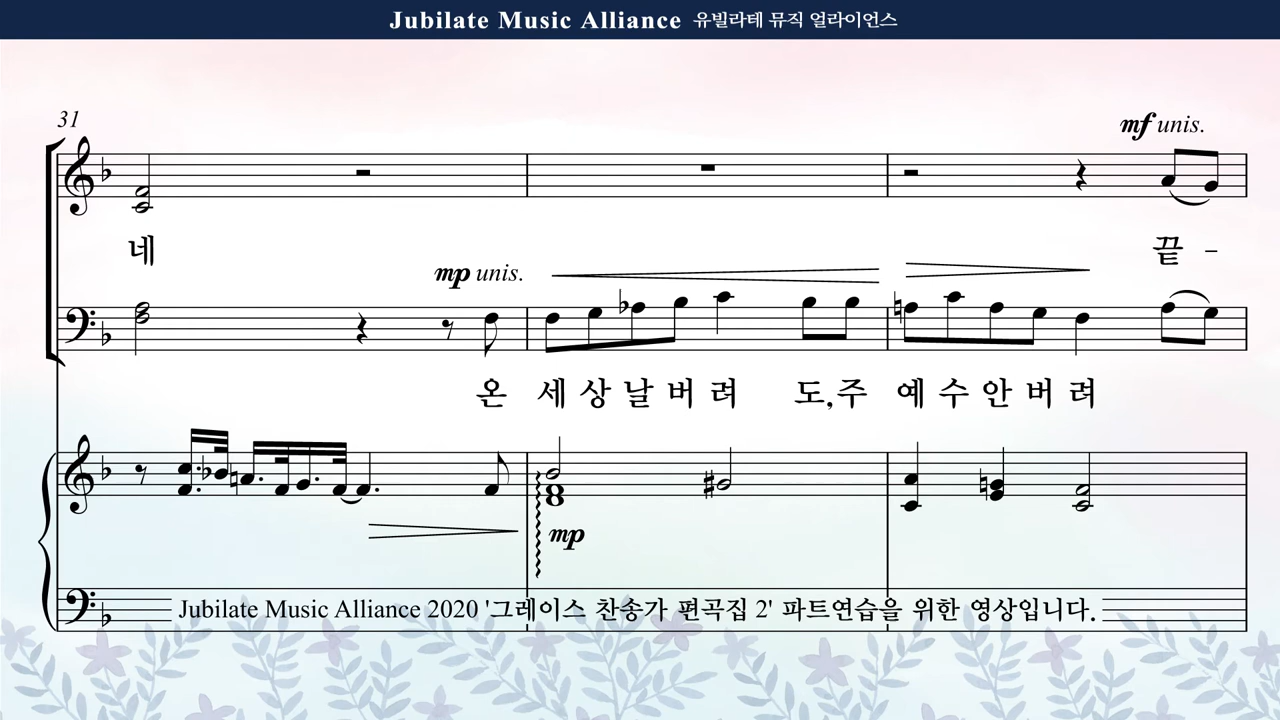 Jubilate Music Alliance 유빌라테 뮤직 얼라이언스
31
mf unis.
네 끝 -
mp unis.
온 세 상 날 버 려 도, 주 예 수 안 버 려
mp
Jubilate Music Alliance 2020 '그레이스 찬송가 편곡집 2' 파트연습을 위한 영상입니다.